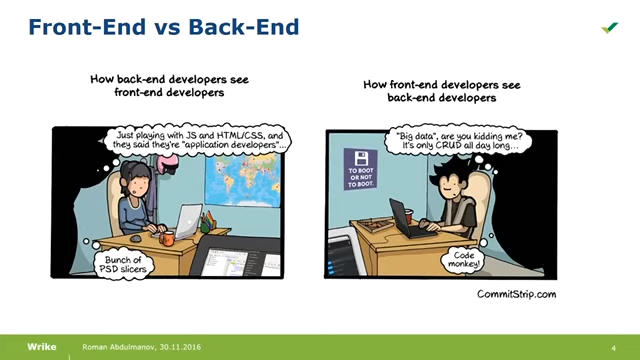 Front-End vs Back-End
How back-end developers see
front-end developers
Just playing with JS and HTML/CSS, and
they said they're "application developers"...
Bunch of
PSD slicers
How front-end developers see
back-end developers
"Big data", are you kidding me?
It's only CRUD all day long...
TO BOOT
OR NOT
TO BOOT.
Code
monkey!
CommitStrip.com
Wrike
Roman Abdulmanov, 30.11.2016
4